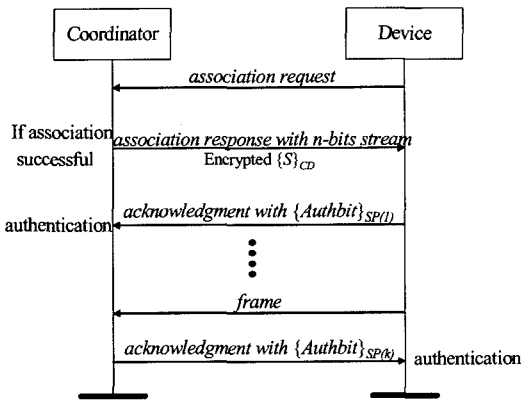 Coordinator
Device
association request
If association
successful
association response with n-bits stream
Encrypted {S}CD
acknowledgment with {Authbit}SP(1)
authentication
frame
acknowledgment with {Authbit}SP(k)
authentication